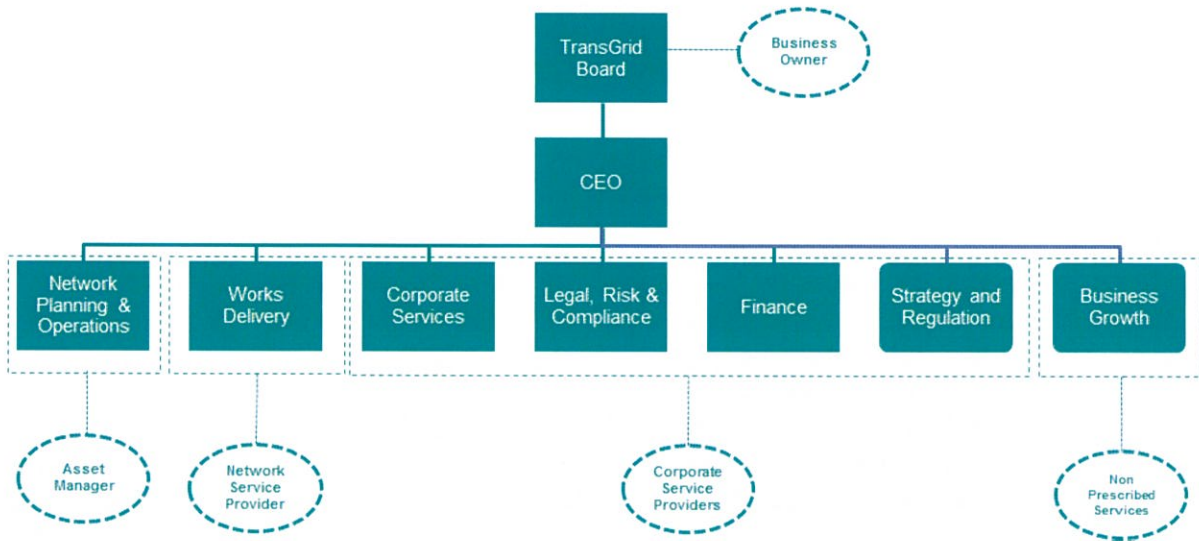 TransGrid
Board
Business
Owner
CEO
Network
Planning &
Operations
Works
Delivery
Corporate
Services
Legal, Risk &
Compliance
Finance
Strategy and
Regulation
Business
Growth
Asset
Manager
Network
Service
Provider
Corporate
Service
Providers
Non
Prescribed
Services